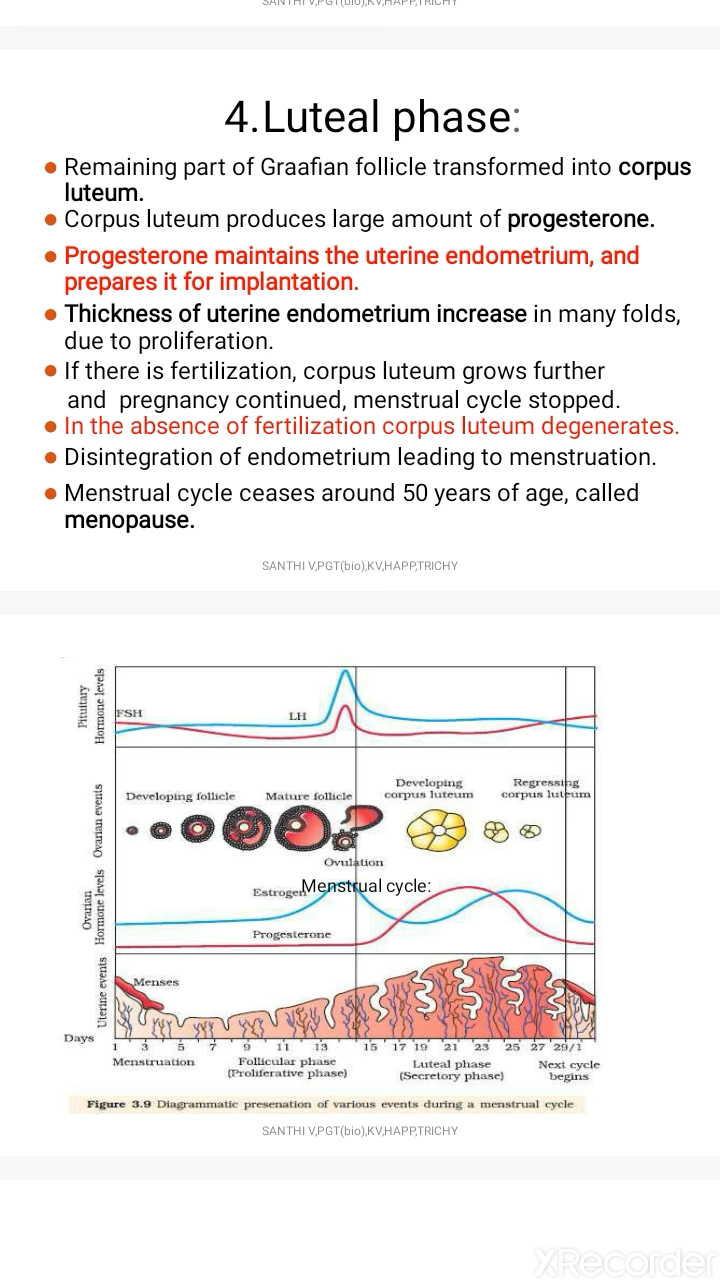 SANTHI V,PGT(bio),KV,HAPP,TRICHY
4.Luteal phase:
Remaining part of Graafian follicle transformed into corpus
luteum.
Corpus luteum produces large amount of progesterone.
Progesterone maintains the uterine endometrium, and
prepares it for implantation.
Thickness of uterine endometrium increase in many folds,
due to proliferation.
If there is fertilization, corpus luteum grows further
and pregnancy continued, menstrual cycle stopped.
In the absence of fertilization corpus luteum degenerates.
Disintegration of endometrium leading to menstruation.
Menstrual cycle ceases around 50 years of age, called
menopause.
SANTHI V,PGT(bio),KV,HAPP,TRICHY
Pituitary
Hormone levels
FSH
LH
Ovarian events
Developing follicle
Mature follicle
Developing
corpus luteum
Regressing
corpus luteum
Ovulation
Menstrual cycle:
Ovarian
Hormone levels
Estrogen
Progesterone
Uterine events
Menses
Days
1 3 5 7 9 11 13 15 17 19 21 23 25 27 29/1
Menstruation
Follicular phase
(Proliferative phase)
Luteal phase
(Secretory phase)
Next cycle
begins
Figure 3.9 Diagrammatic presenation of various events during a menstrual cycle
SANTHI V,PGT(bio),KV,HAPP,TRICHY
XRecorder